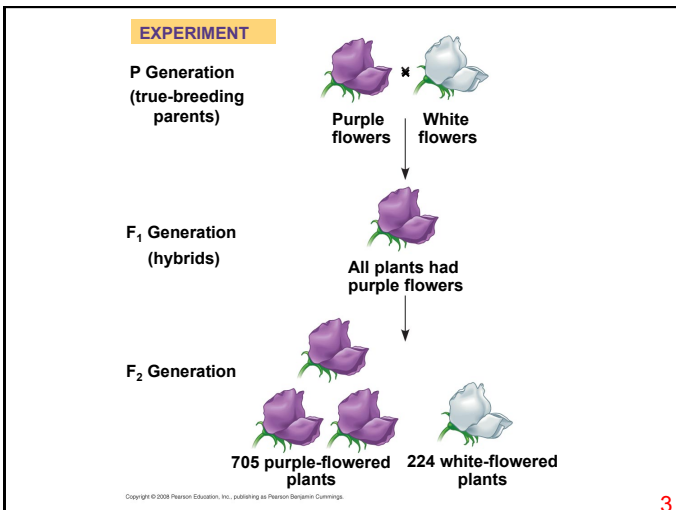 EXPERIMENT
P Generation
(true-breeding
parents)
×
Purple
flowers
White
flowers
F₁ Generation
(hybrids)
All plants had
purple flowers
F₂ Generation
705 purple-flowered
plants
224 white-flowered
plants
Copyright © 2008 Pearson Education, Inc., publishing as Pearson Benjamin Cummings.
3